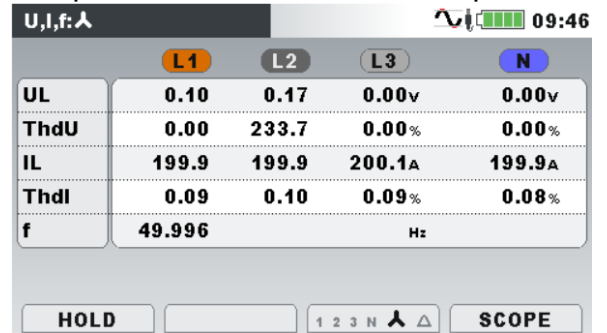 U,I,f: 09:46
L1 L2 L3 N
UL 0.10 0.17 0.00V 0.00V
ThdU 0.00 233.7 0.00% 0.00%
IL 199.9 199.9 200.1A 199.9A
ThdI 0.09 0.10 0.09% 0.08%
f 49.996 Hz
HOLD 1 2 3 N SCOPE